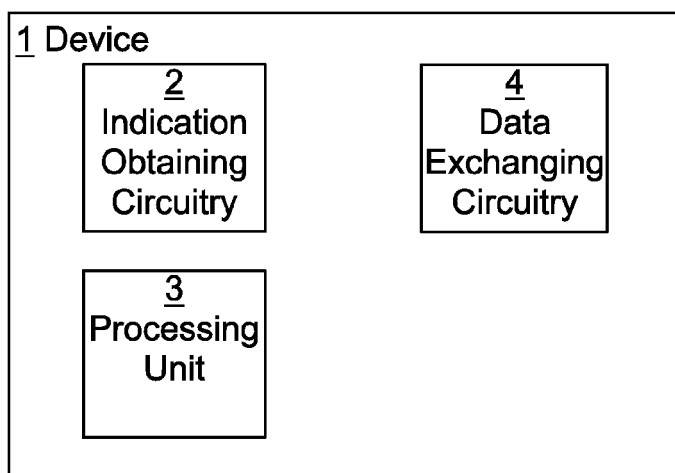 1 Device
2
Indication
Obtaining
Circuitry
4
Data
Exchanging
Circuitry
3
Processing
Unit